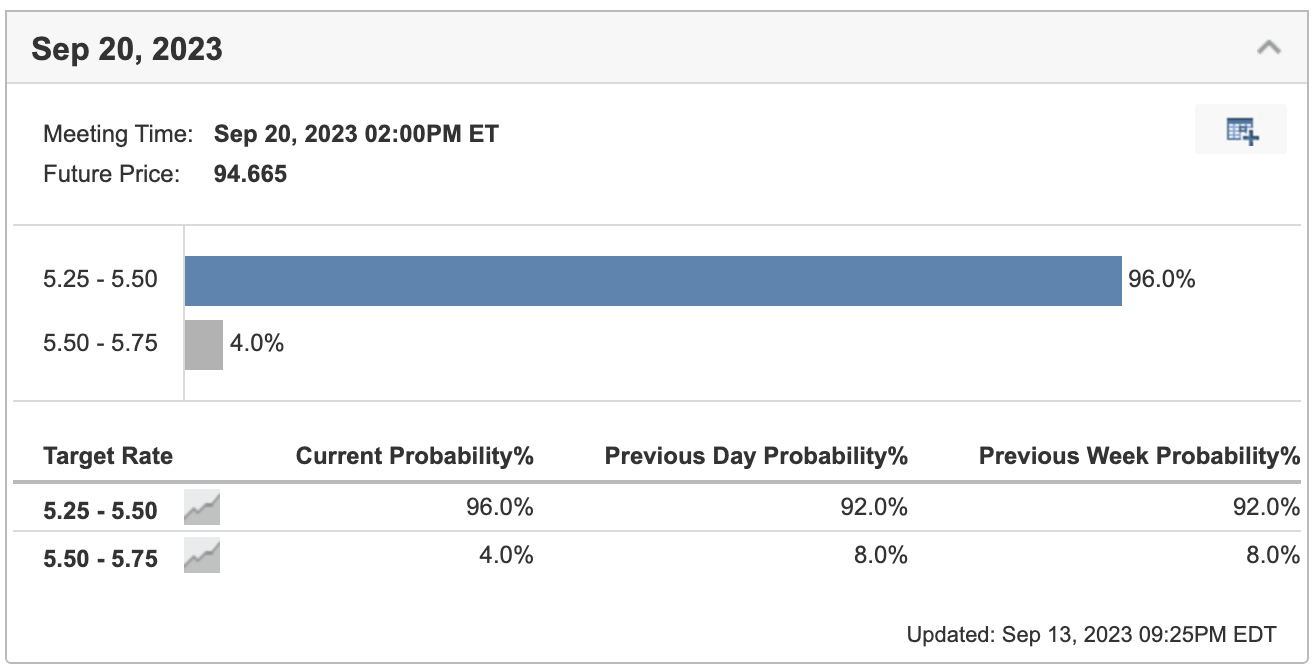 Sep 20, 2023
Meeting Time: Sep 20, 2023 02:00PM ET
Future Price: 94.665
5.25 - 5.50 96.0%
5.50 - 5.75 4.0%
Target Rate Current Probability% Previous Day Probability% Previous Week Probability%
5.25 - 5.50 96.0% 92.0% 92.0%
5.50 - 5.75 4.0% 8.0% 8.0%
Updated: Sep 13, 2023 09:25PM EDT